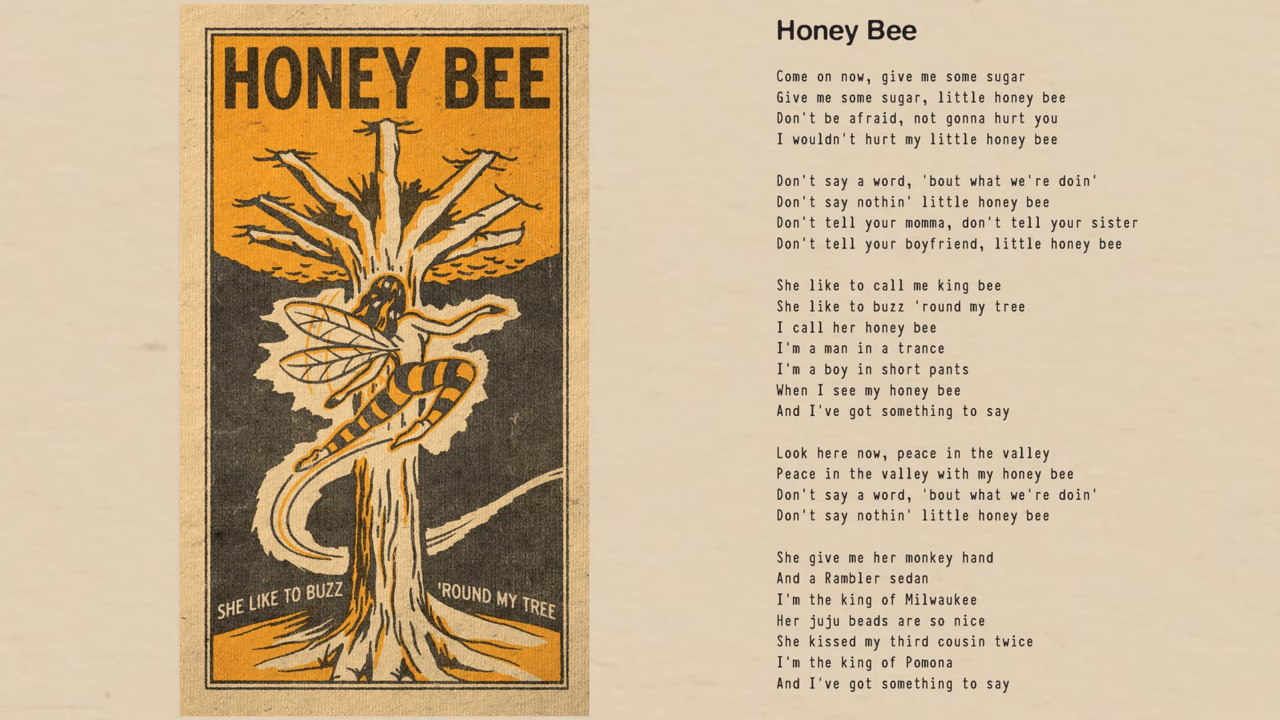 HONEY BEE
SHE LIKE TO BUZZ 'ROUND MY TREE
Honey Bee
Come on now, give me some sugar
Give me some sugar, little honey bee
Don't be afraid, not gonna hurt you
I wouldn't hurt my little honey bee
Don't say a word, 'bout what we're doin'
Don't say nothin' little honey bee
Don't tell your momma, don't tell your sister
Don't tell your boyfriend, little honey bee
She like to call me king bee
She like to buzz 'round my tree
I call her honey bee
I'm a man in a trance
I'm a boy in short pants
When I see my honey bee
And I've got something to say
Look here now, peace in the valley
Peace in the valley with my honey bee
Don't say a word, 'bout what we're doin'
Don't say nothin' little honey bee
She give me her monkey hand
And a Rambler sedan
I'm the king of Milwaukee
Her juju beads are so nice
She kissed my third cousin twice
I'm the king of Pomona
And I've got something to say